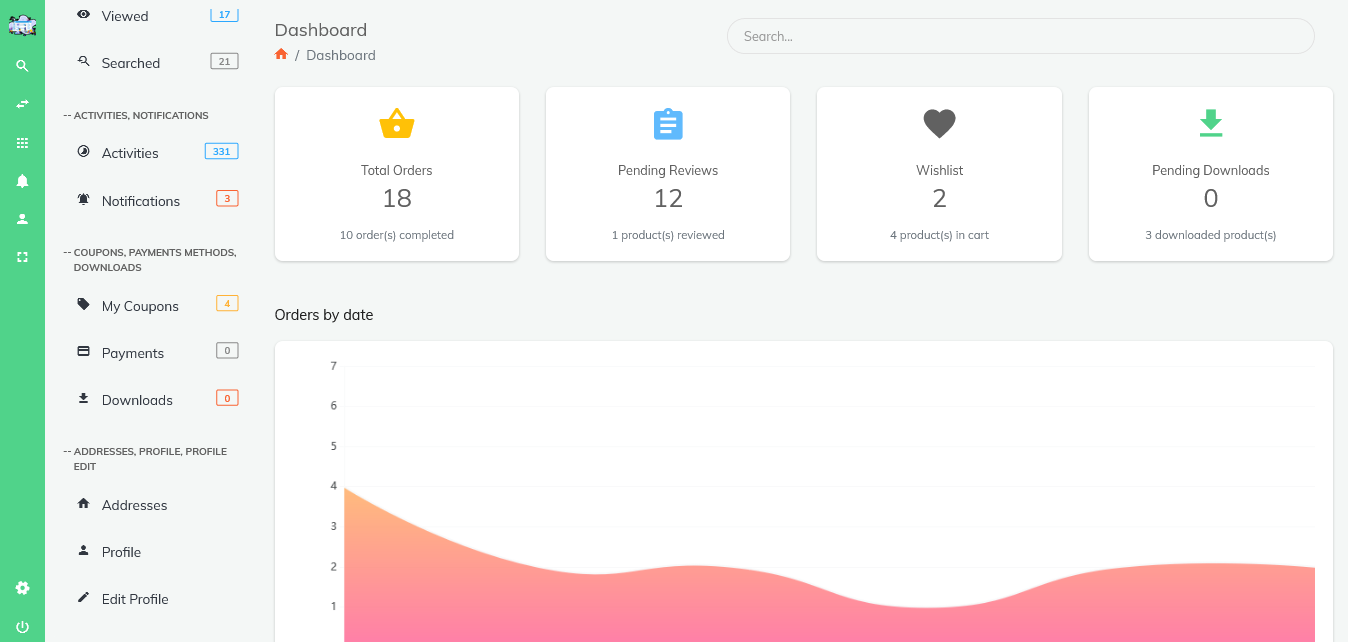 Viewed 17
Searched 21
-- ACTIVITIES, NOTIFICATIONS
Activities 331
Notifications 3
-- COUPONS, PAYMENTS METHODS,
DOWNLOADS
My Coupons 4
Payments 0
Downloads 0
-- ADDRESSES, PROFILE, PROFILE
EDIT
Addresses
Profile
Edit Profile
Dashboard
/ Dashboard
Search...
Total Orders
18
10 order(s) completed
Pending Reviews
12
1 product(s) reviewed
Wishlist
2
4 product(s) in cart
Pending Downloads
0
3 downloaded product(s)
Orders by date
7
6
5
4
3
2
1